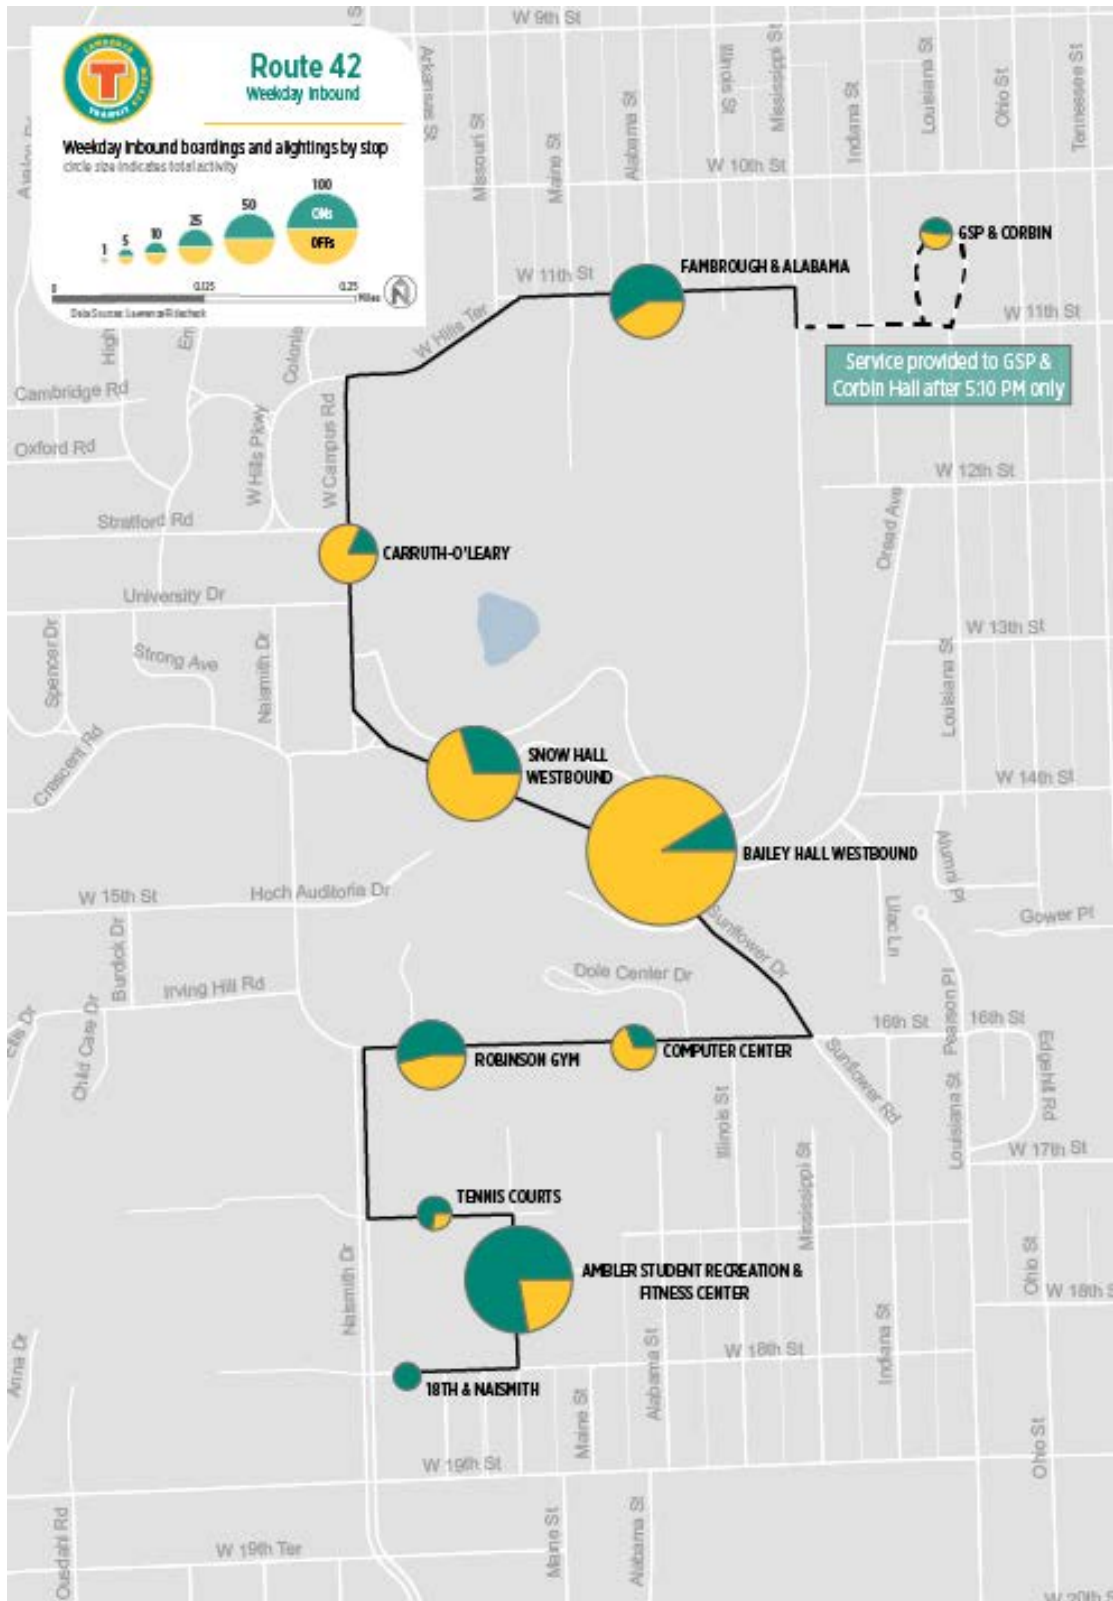 W 9th St
LAWRENCE
T
TRANSIT SYSTEM
Route 42
Weekday Inbound
Weekday Inbound boardings and alightings by stop
circle size indicates total activity
1
5
10
25
50
100
ONs
OFFs
0
0.125
0.25
Miles
N
Arkansas St
Missouri St
Maine St
Alabama St
Illinois St
Mississippi St
Indiana St
Louisiana St
Ohio St
Tennessee St
W 10th St
GSP & CORBIN
FAMBROUGH & ALABAMA
W 11th St
W 11th St
W Hills Ter
Service provided to GSP &
Corbin Hall after 5:10 PM only
High
Cambridge Rd
Oxford Rd
W Hills Pkwy
W Campus Rd
Stratford Rd
W 12th St
Oread Ave
CARRUTH-O'LEARY
University Dr
Spencer Dr
Strong Ave
Naismith Dr
W 13th St
Louisiana St
Crescent Rd
SNOW HALL
WESTBOUND
W 14th St
BAILEY HALL WESTBOUND
Alumni Pl
W 15th St
Hoch Auditoria Dr
Burdick Dr
Sunflower Dr
Lilac Ln
Gower Pl
Dole Center Dr
Irving Hill Rd
Child Care Dr
Ellis Dr
16th St
Pearson Pl
16th St
Edgehill Rd
ROBINSON GYM
COMPUTER CENTER
Sunflower Rd
Illinois St
Louisiana St
W 17th St
TENNIS COURTS
Mississippi St
AMBLER STUDENT RECREATION &
FITNESS CENTER
Naismith Dr
Ohio St
W 18th S
Anna Dr
W 18th St
Indiana St
18TH & NAISMITH
Alabama St
Maine St
W 19th St
Ohio St
Ousdahl Rd
W 19th Ter
Maine St
Alabama St
W 20th S